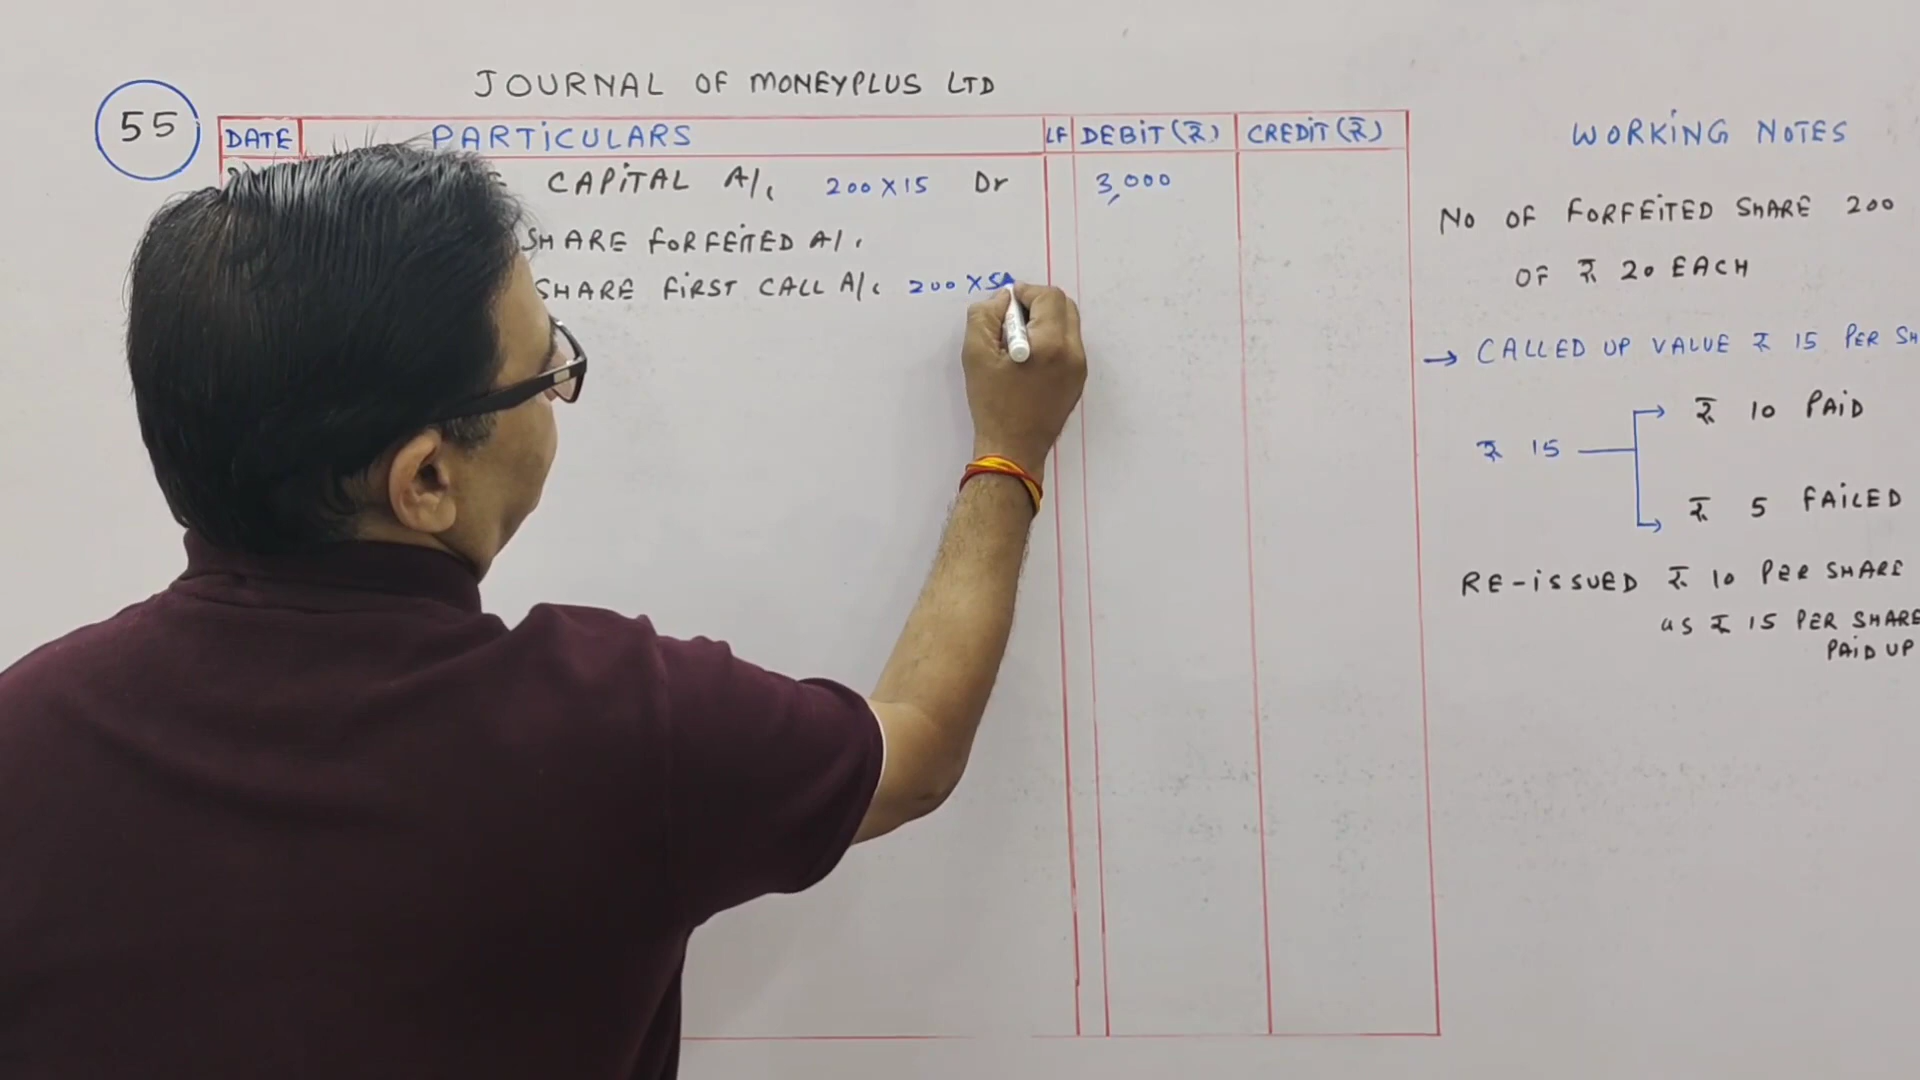 JOURNAL OF MONEYPLUS LTD
55
DATE PARTICULARS LF DEBIT (₹) CREDIT (₹)
CAPITAL A/c 200 X 15 Dr 3,000
SHARE FORFEITED A/c
SHARE FIRST CALL A/c 200 X 5
WORKING NOTES
NO OF FORFEITED SHARE 200
OF ₹ 20 EACH
→ CALLED UP VALUE ₹ 15 PER SH
₹ 10 PAID
₹ 15
₹ 5 FAILED
RE-ISSUED ₹ 10 PER SHARE
as ₹ 15 PER SHARE
PAID UP